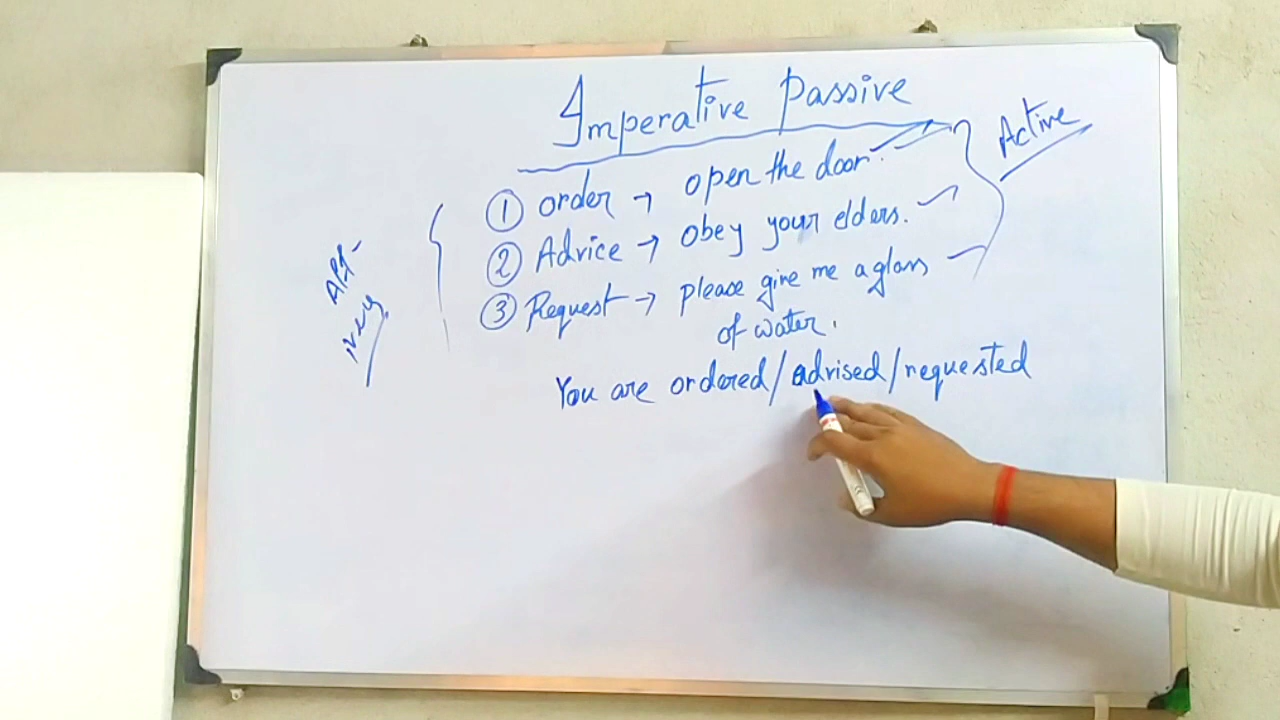 Imperative Passive
Active
① order → open the door.
② Advice → obey your elders.
③ Request → please give me a glass
of water.
You are ordered/advised/requested